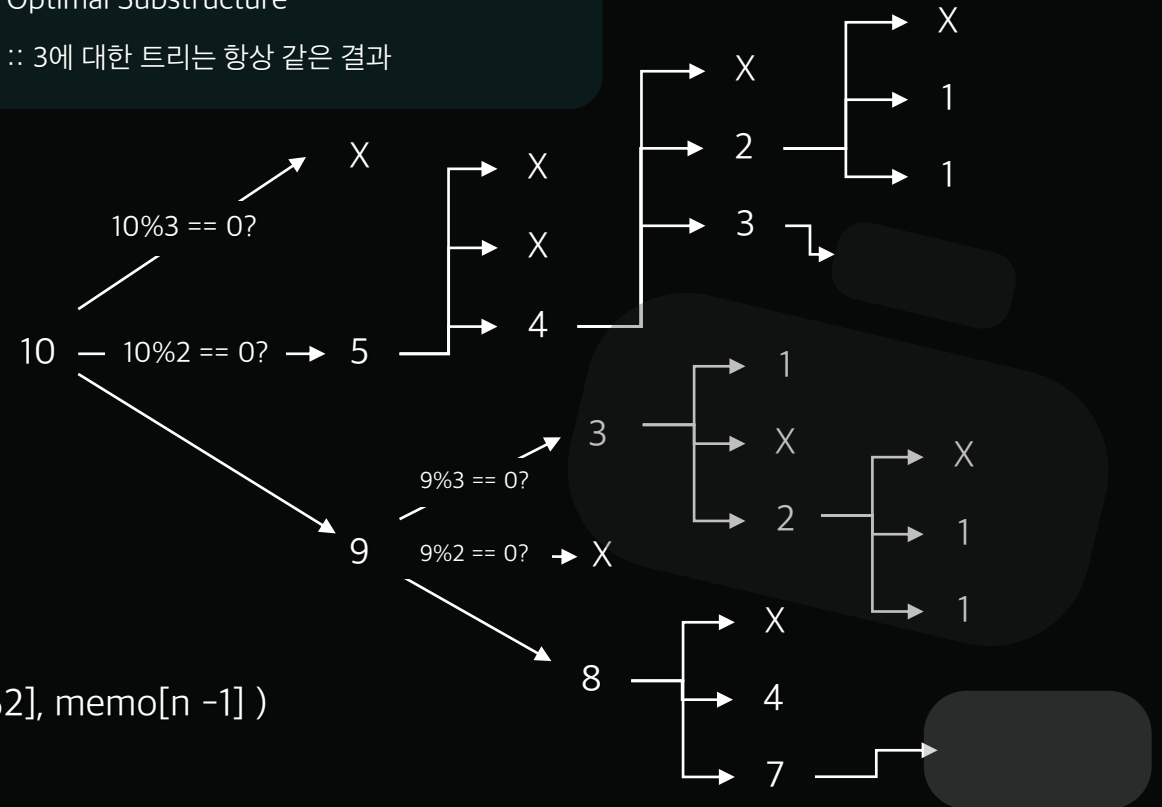 Optimal Substructure
:: 3에 대한 트리는 항상 같은 결과
X
X
1
2
1
3
X
10%3 == 0?
X
X
4
10
10%2 == 0?
5
3
1
X
2
X
1
1
9%3 == 0?
9
9%2 == 0?
X
8
X
4
7
2], memo[n -1] )